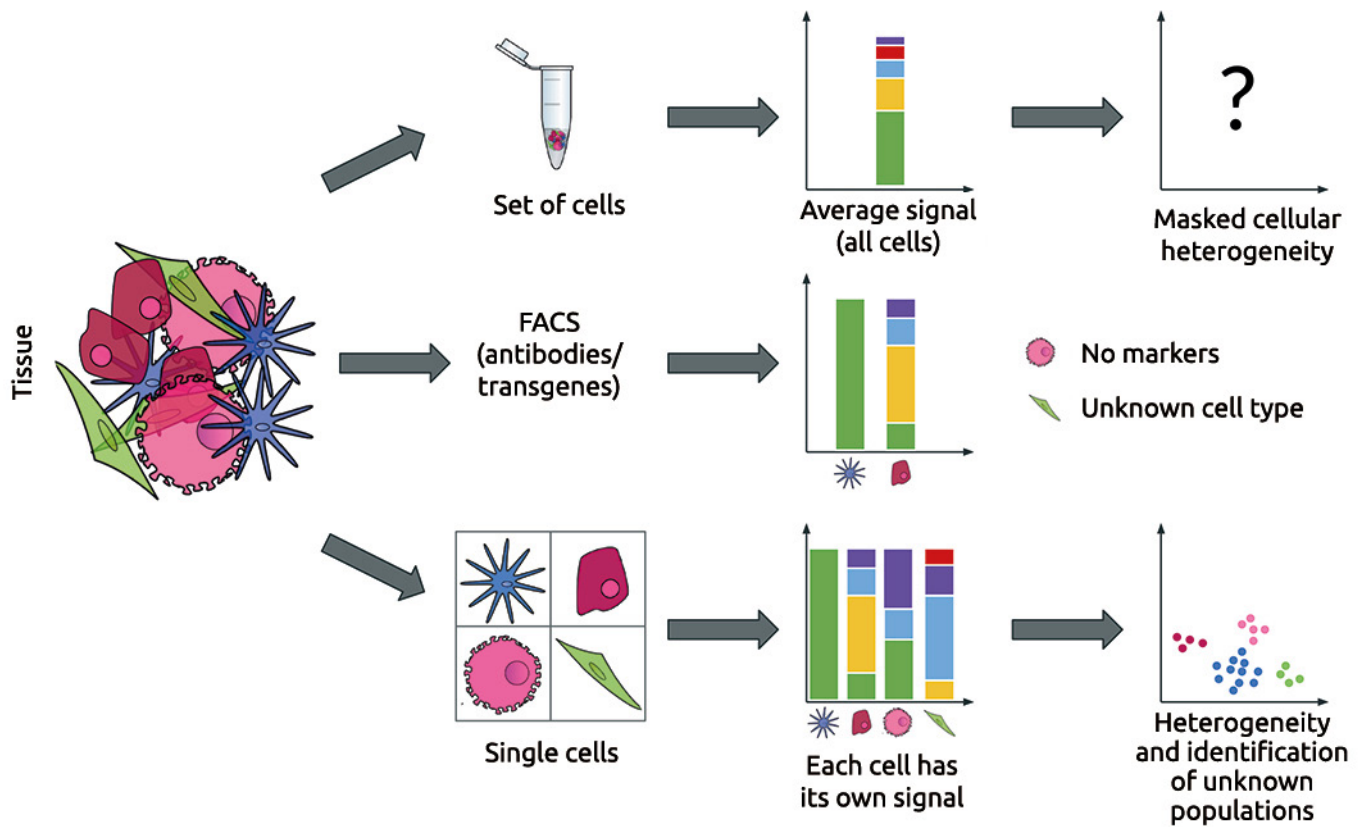 Tissue
Set of cells
Average signal
(all cells)
?
Masked cellular
heterogeneity
FACS
(antibodies/
transgenes)
No markers
Unknown cell type
Single cells
Each cell has
its own signal
Heterogeneity
and identification
of unknown
populations